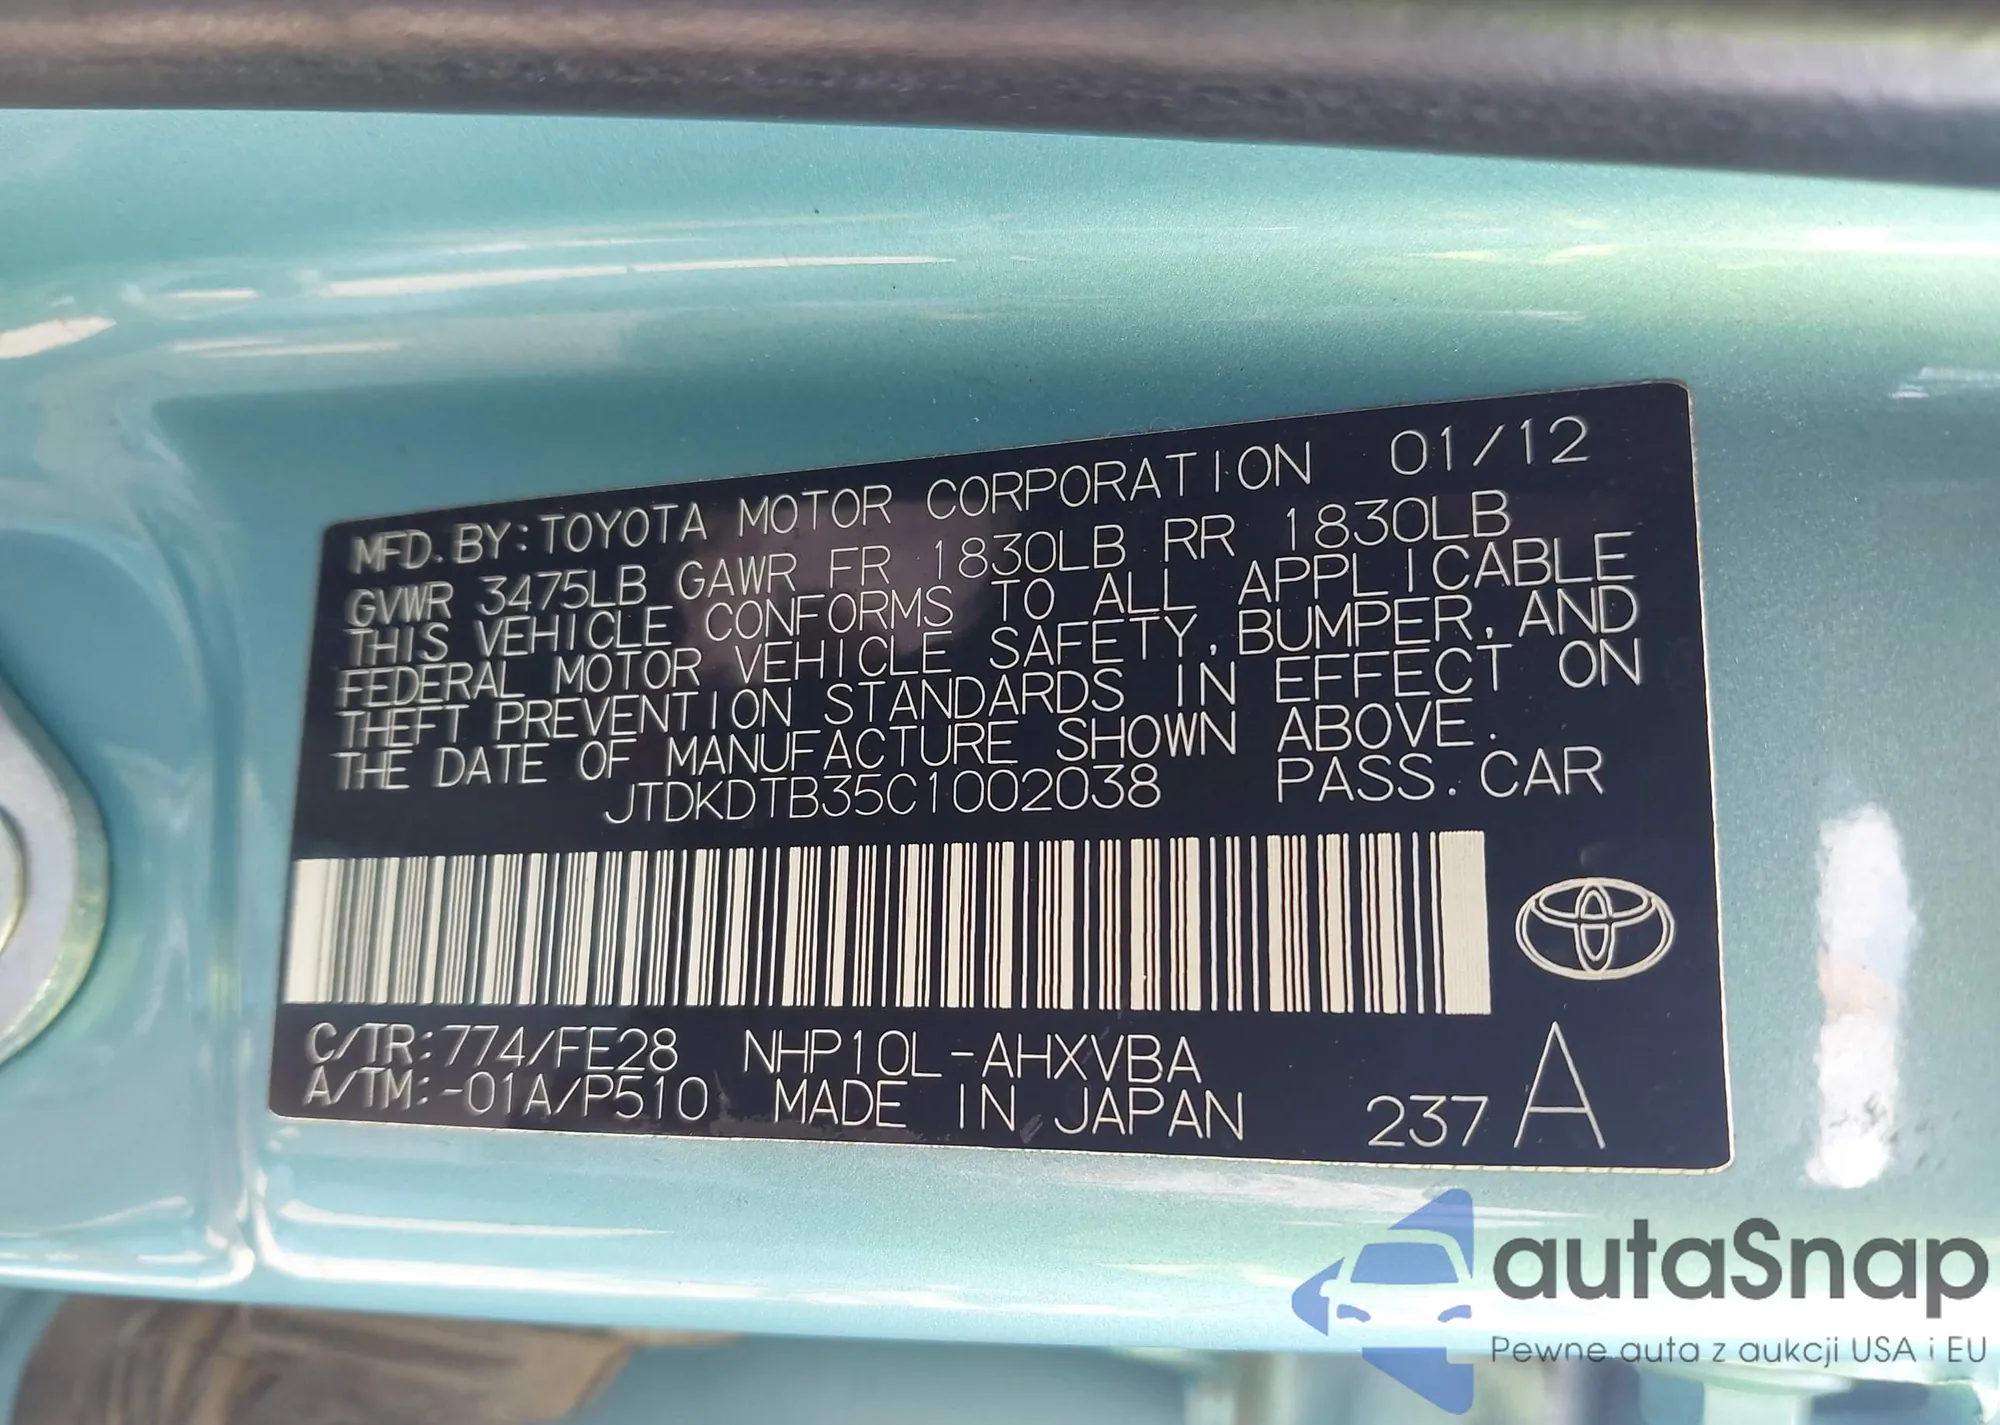 MFD. BY: TOYOTA MOTOR CORPORATION 01/12
GVWR 3475LB GAWR FR 1830LB RR 1830LB
THIS VEHICLE CONFORMS TO ALL APPLICABLE
FEDERAL MOTOR VEHICLE SAFETY, BUMPER, AND
THEFT PREVENTION STANDARDS IN EFFECT ON
THE DATE OF MANUFACTURE SHOWN ABOVE.
JTDKDTB35C1002038 PASS. CAR
C/TR: 774/FE28 NHP10L-AHXVBA
A/TM: -01A/P510 MADE IN JAPAN 237 A
autaSnap
Pewne auta z aukcji USA i EU